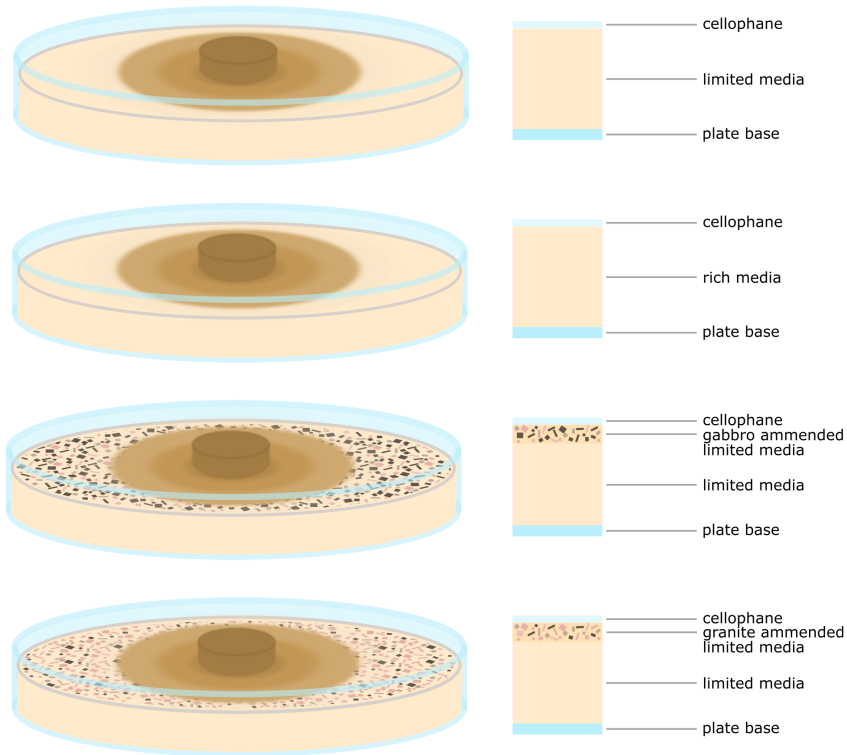 cellophane
limited media
plate base
cellophane
rich media
plate base
cellophane
gabbro ammended
limited media
limited media
plate base
cellophane
granite ammended
limited media
limited media
plate base